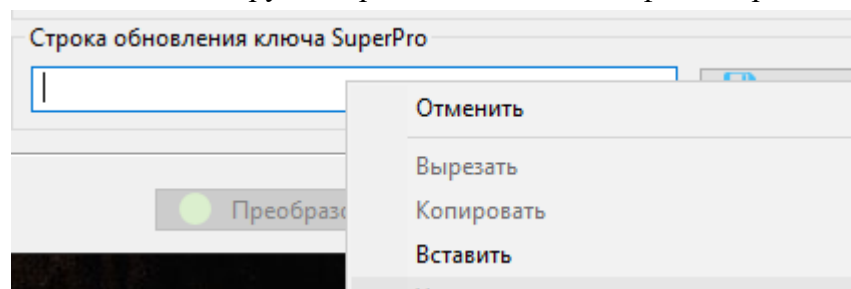 Строка обновления ключа SuperPro
Отменить
Вырезать
Преобразо
Копировать
Вставить